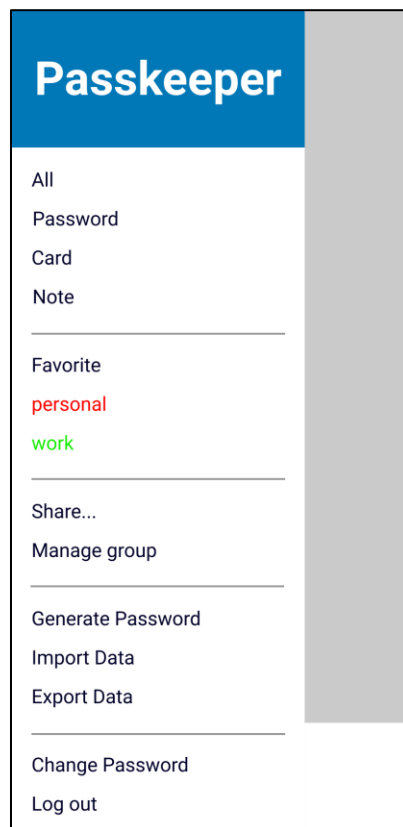 Passkeeper
All
Password
Card
Note
Favorite
personal
work
Share...
Manage group
Generate Password
Import Data
Export Data
Change Password
Log out